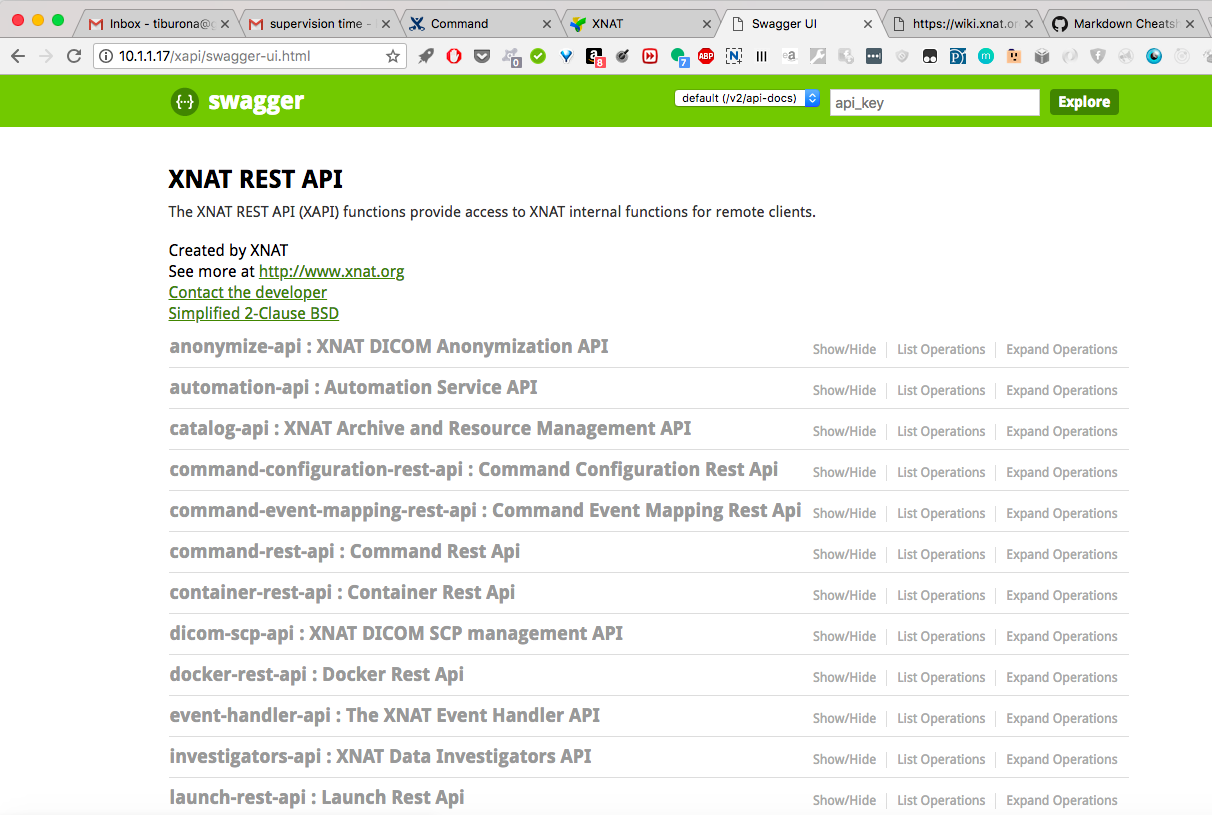 Inbox - tiburona@g
supervision time -
Command
XNAT
Swagger UI
https://wiki.xnat.or
Markdown Cheatsh
10.1.1.17/xapi/swagger-ui.html
0
a
8
7
ABP
N
ea
m
{··}
swagger
default (/v2/api-docs)
api_key
Explore
XNAT REST API
The XNAT REST API (XAPI) functions provide access to XNAT internal functions for remote clients.
Created by XNAT
See more at http://www.xnat.org
Contact the developer
Simplified 2-Clause BSD
anonymize-api : XNAT DICOM Anonymization API Show/Hide List Operations Expand Operations
automation-api : Automation Service API Show/Hide List Operations Expand Operations
catalog-api : XNAT Archive and Resource Management API Show/Hide List Operations Expand Operations
command-configuration-rest-api : Command Configuration Rest Api Show/Hide List Operations Expand Operations
command-event-mapping-rest-api : Command Event Mapping Rest Api Show/Hide List Operations Expand Operations
command-rest-api : Command Rest Api Show/Hide List Operations Expand Operations
container-rest-api : Container Rest Api Show/Hide List Operations Expand Operations
dicom-scp-api : XNAT DICOM SCP management API Show/Hide List Operations Expand Operations
docker-rest-api : Docker Rest Api Show/Hide List Operations Expand Operations
event-handler-api : The XNAT Event Handler API Show/Hide List Operations Expand Operations
investigators-api : XNAT Data Investigators API Show/Hide List Operations Expand Operations
launch-rest-api : Launch Rest Api Show/Hide List Operations Expand Operations